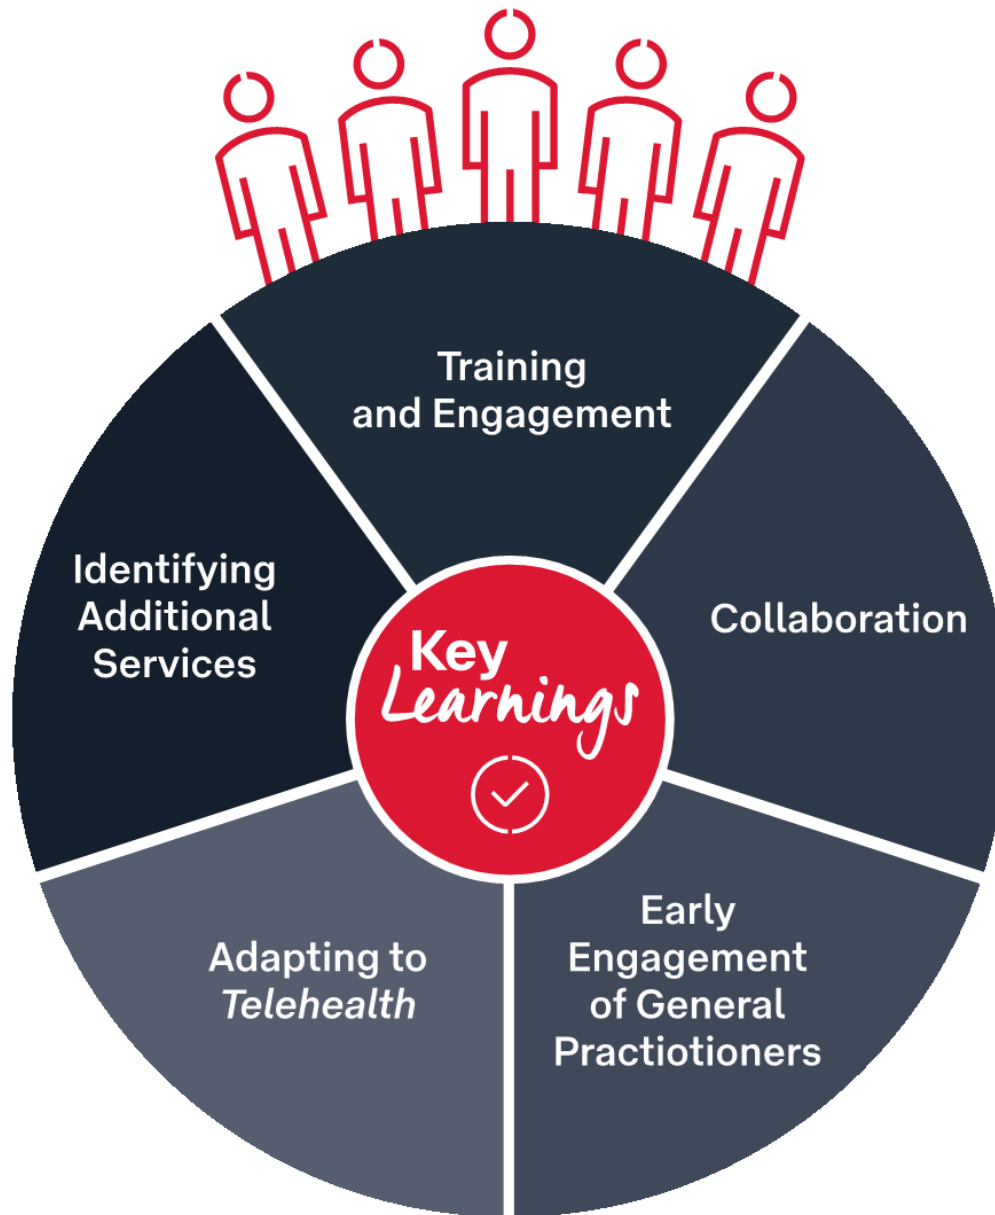 Training
and Engagement
Identifying
Additional
Services
Collaboration
Key
Learnings
Early
Engagement
of General
Practiotioners
Adapting to
Telehealth